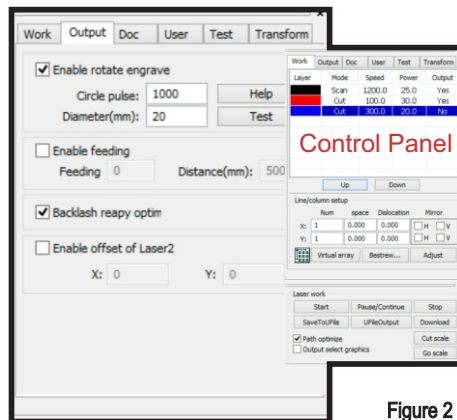 Work Output Doc User Test Transform
Enable rotate engrave
Circle pulse: 1000 Help
Diameter(mm): 20 Test
Enable feeding
Feeding 0 Distance(mm): 500
Backlash reapy optim
Enable offset of Laser2
X: 0 Y: 0
Work Output Doc User Test Transform
Layer Mode Speed Power Output
Scan 1200.0 25.0 Yes
Cut 100.0 30.0 Yes
Cut 300.0 20.0 No
Control Panel
Up Down
Line/column setup
Num space Dislocation Mirror
X: 1 0.000 0.000 H V
Y: 1 0.000 0.000 H V
Virtual array Bestrew... Adjust
Laser work
Start Pause/Continue Stop
SaveToUFile UFileOutput Download
Path optimize Cut scale
Output select graphics Go scale
Figure 2